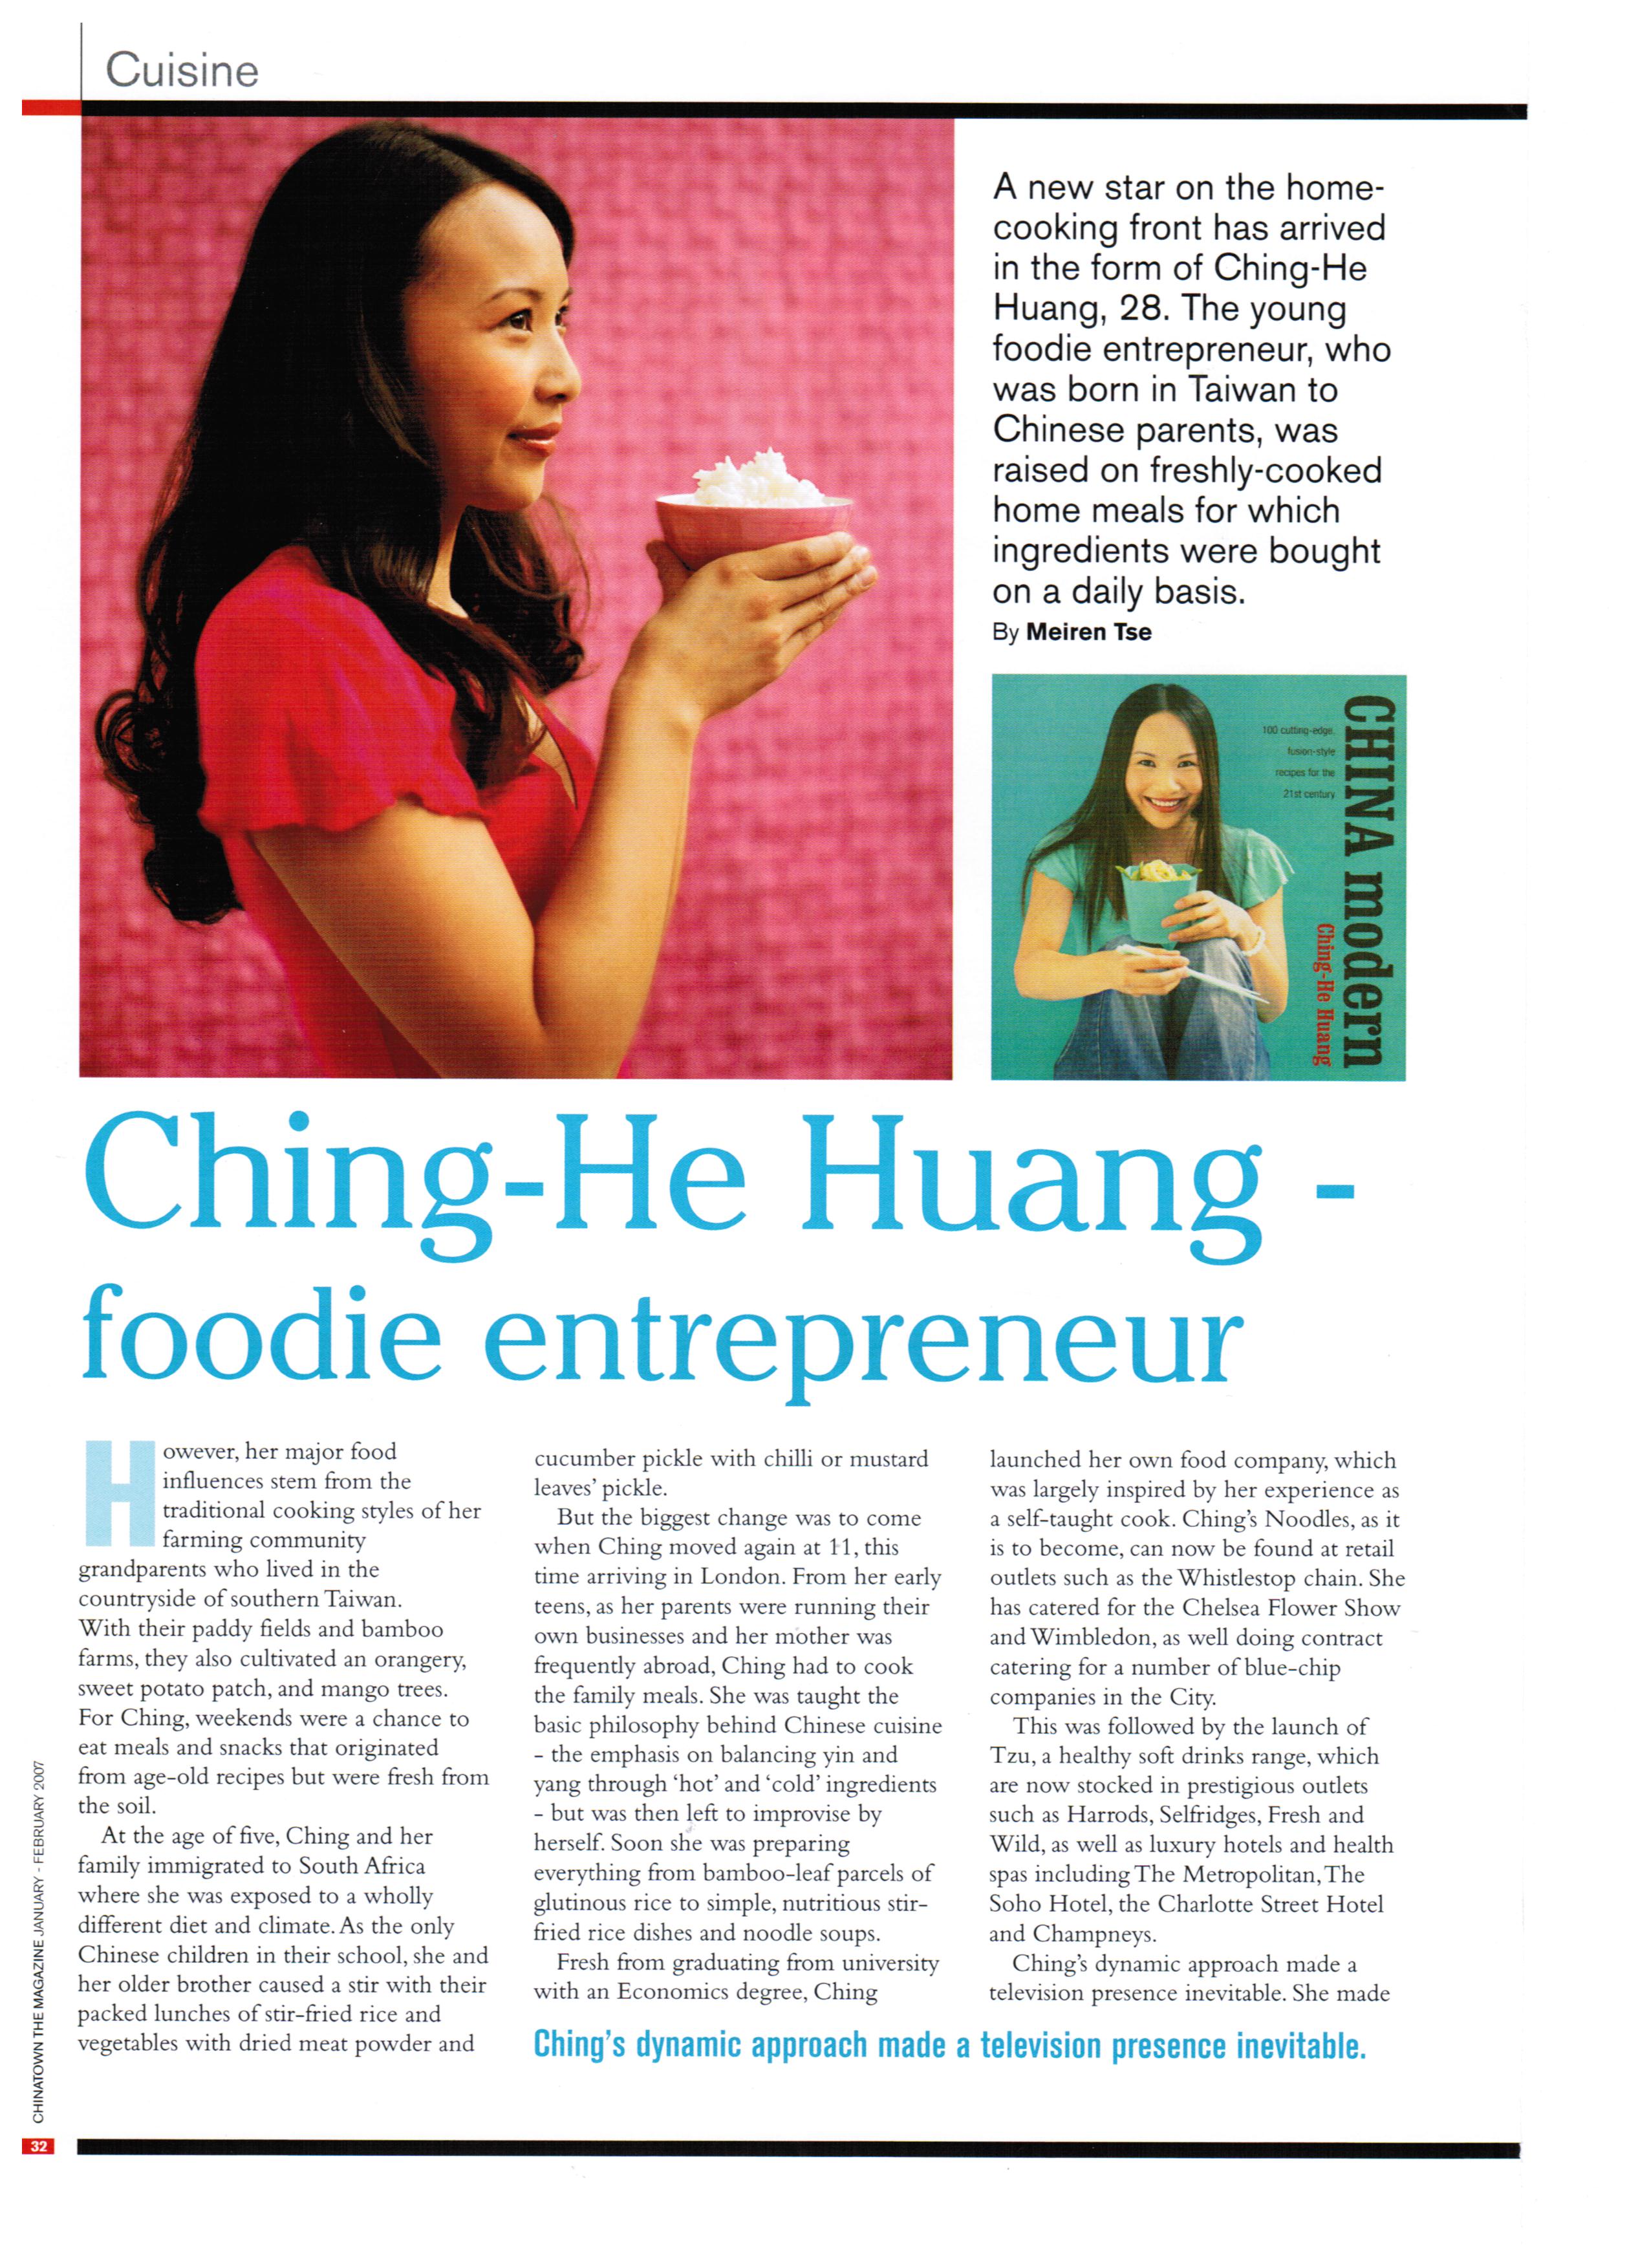 Cuisine
A new star on the home-
cooking front has arrived
in the form of Ching-He
Huang, 28. The young
foodie entrepreneur, who
was born in Taiwan to
Chinese parents, was
raised on freshly-cooked
home meals for which
ingredients were bought
on a daily basis.
By Meiren Tse
100 cutting-edge,
fusion-style
recipes for the
21st century
CHINA modern
Ching-He Huang
Ching-He Huang -
foodie entrepreneur
However, her major food
influences stem from the
traditional cooking styles of her
farming community
grandparents who lived in the
countryside of southern Taiwan.
With their paddy fields and bamboo
farms, they also cultivated an orangery,
sweet potato patch, and mango trees.
For Ching, weekends were a chance to
eat meals and snacks that originated
from age-old recipes but were fresh from
the soil.
At the age of five, Ching and her
family immigrated to South Africa
where she was exposed to a wholly
different diet and climate. As the only
Chinese children in their school, she and
her older brother caused a stir with their
packed lunches of stir-fried rice and
vegetables with dried meat powder and
cucumber pickle with chilli or mustard
leaves' pickle.
But the biggest change was to come
when Ching moved again at 11, this
time arriving in London. From her early
teens, as her parents were running their
own businesses and her mother was
frequently abroad, Ching had to cook
the family meals. She was taught the
basic philosophy behind Chinese cuisine
- the emphasis on balancing yin and
yang through 'hot' and 'cold' ingredients
- but was then left to improvise by
herself. Soon she was preparing
everything from bamboo-leaf parcels of
glutinous rice to simple, nutritious stir-
fried rice dishes and noodle soups.
Fresh from graduating from university
with an Economics degree, Ching
launched her own food company, which
was largely inspired by her experience as
a self-taught cook. Ching's Noodles, as it
is to become, can now be found at retail
outlets such as the Whistlestop chain. She
has catered for the Chelsea Flower Show
and Wimbledon, as well doing contract
catering for a number of blue-chip
companies in the City.
This was followed by the launch of
Tzu, a healthy soft drinks range, which
are now stocked in prestigious outlets
such as Harrods, Selfridges, Fresh and
Wild, as well as luxury hotels and health
spas including The Metropolitan, The
Soho Hotel, the Charlotte Street Hotel
and Champneys.
Ching's dynamic approach made a
television presence inevitable. She made
Ching's dynamic approach made a television presence inevitable.
CHINATOWN THE MAGAZINE JANUARY - FEBRUARY 2007
32